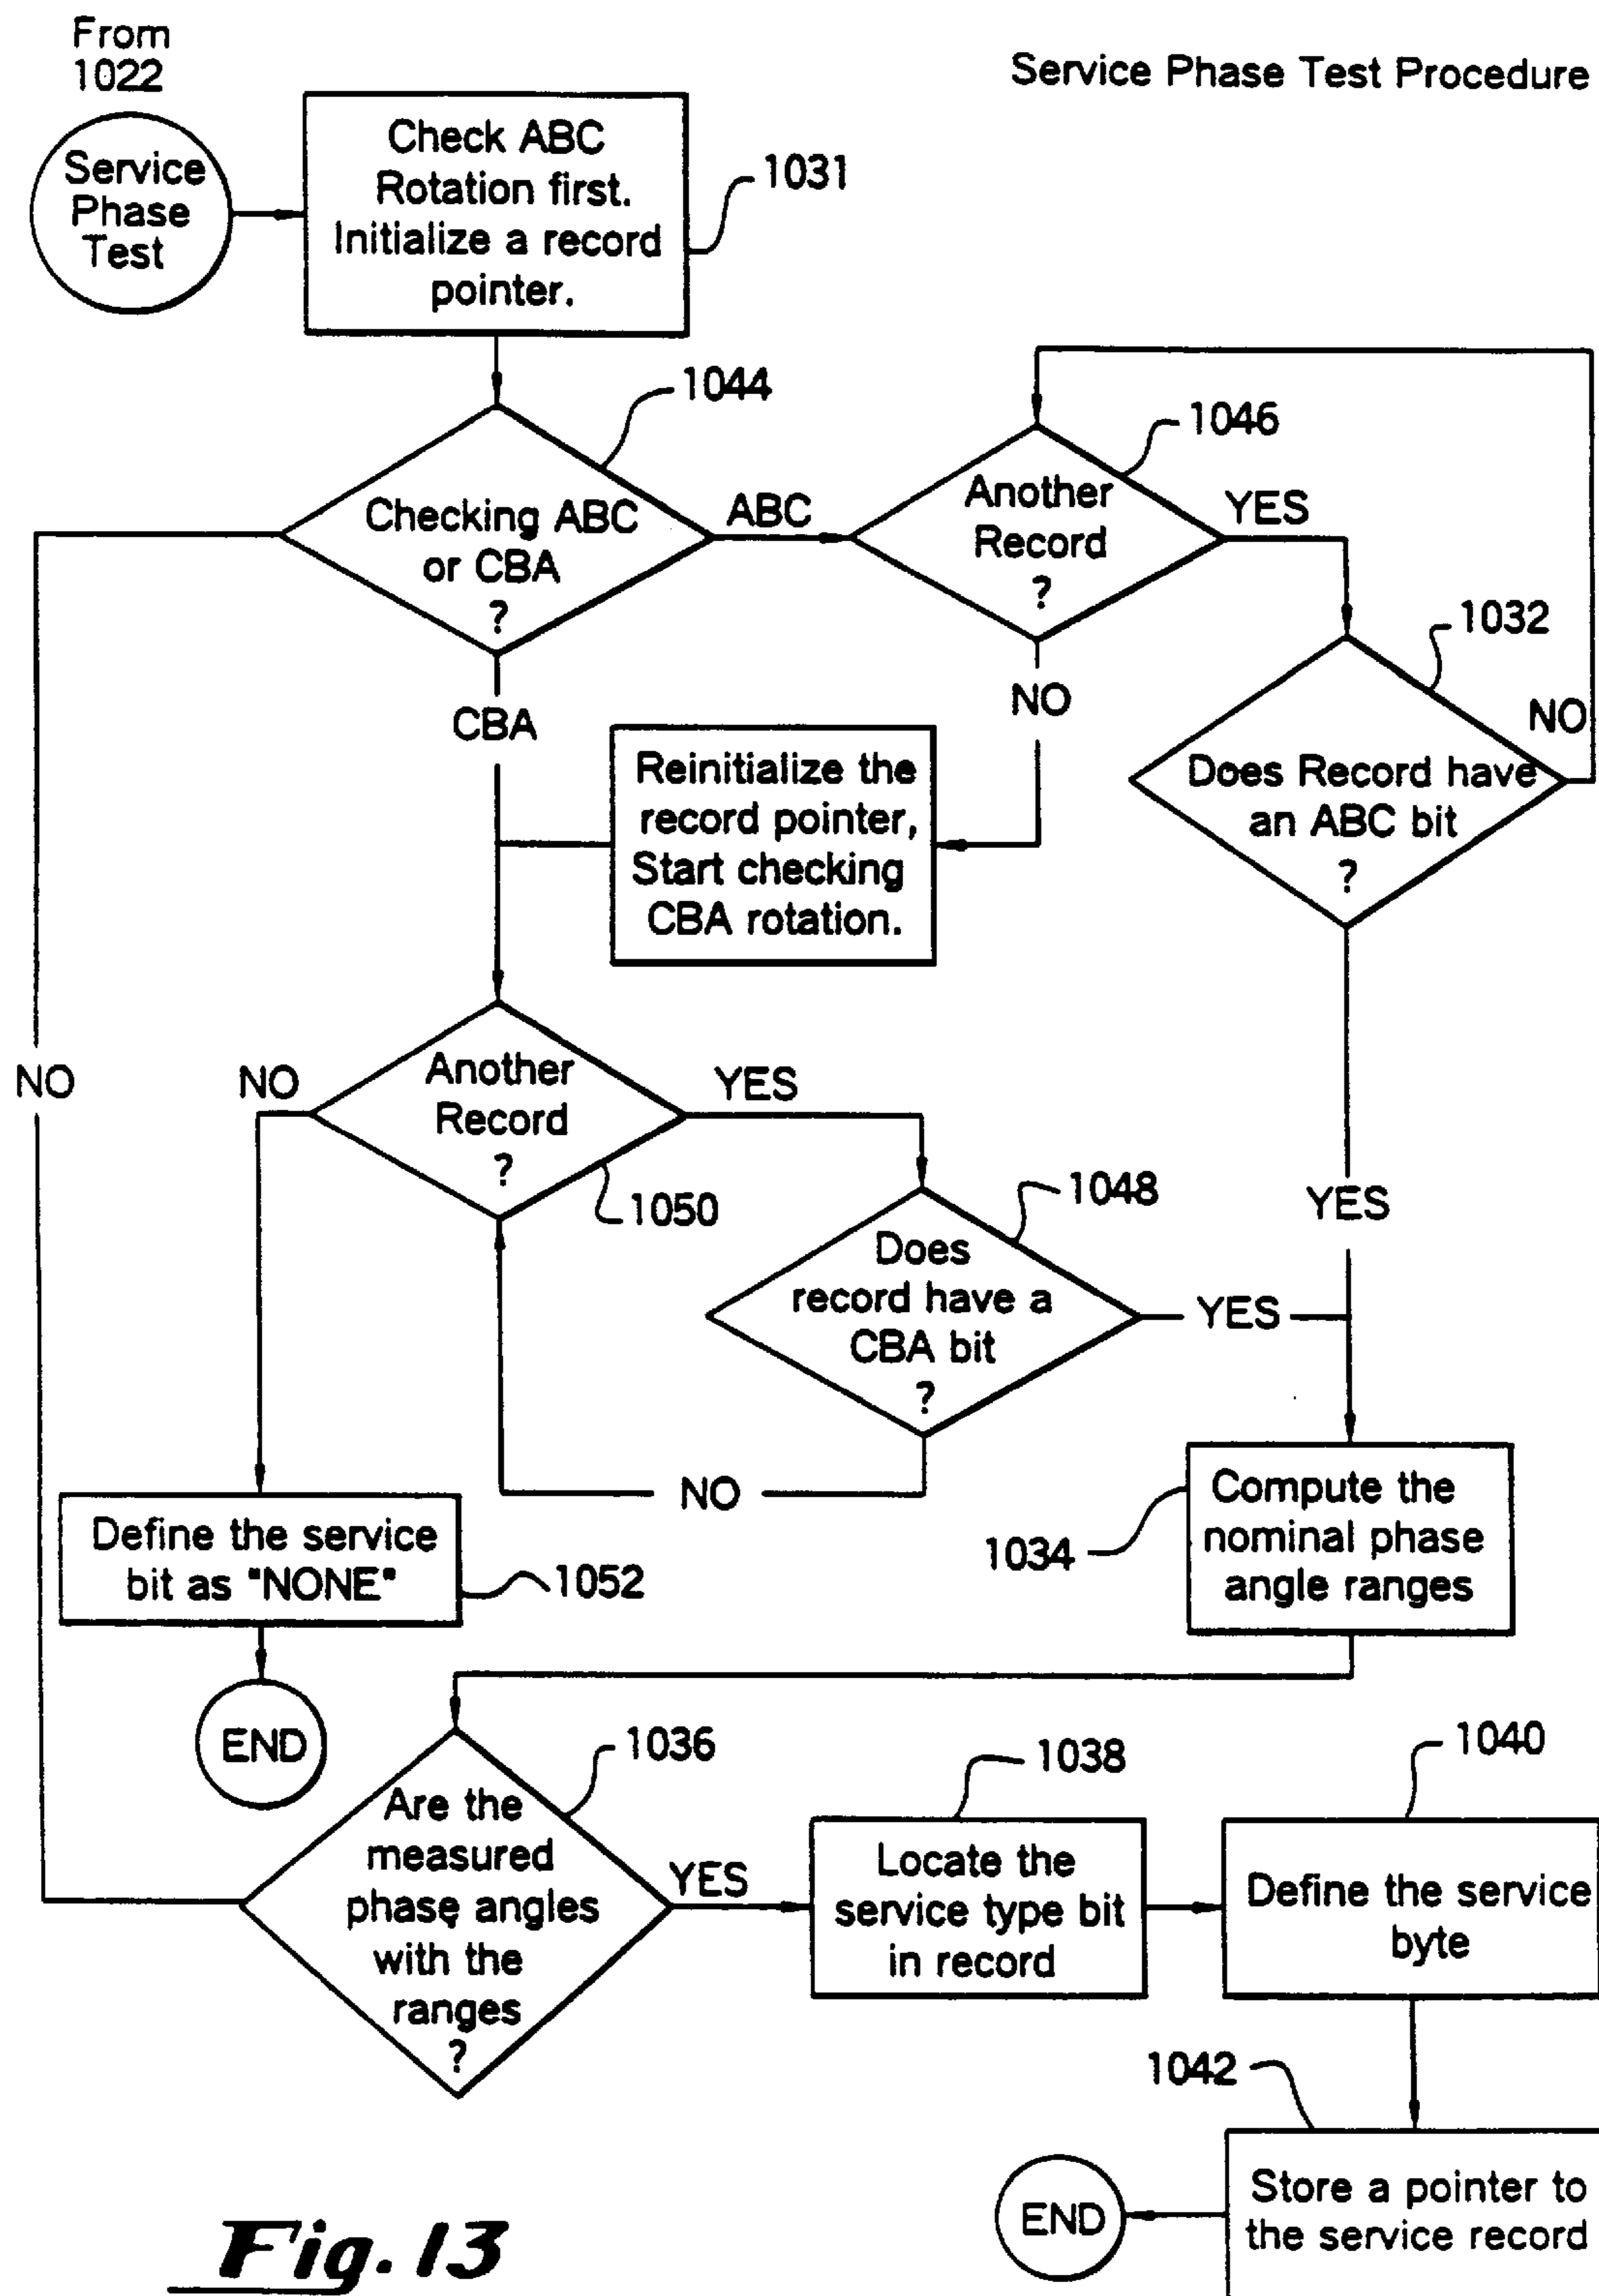 From
1022
Service Phase Test Procedure
Service
Phase
Test
Check ABC
Rotation first.
Initialize a record
pointer.
1031
1044
Checking ABC
or CBA
?
ABC
1046
Another
Record
?
YES
1032
NO
Does Record have
an ABC bit
?
CBA
NO
Reinitialize the
record pointer,
Start checking
CBA rotation.
NO
NO
Another
Record
?
YES
1050
1048
YES
Does
record have a
CBA bit
?
YES
NO
Define the service
bit as "NONE"
1052
1034
Compute the
nominal phase
angle ranges
END
1036
Are the
measured
phase angles
with the
ranges
?
YES
1038
Locate the
service type bit
in record
1040
Define the service
byte
1042
Store a pointer to
the service record
END
Fig. 13